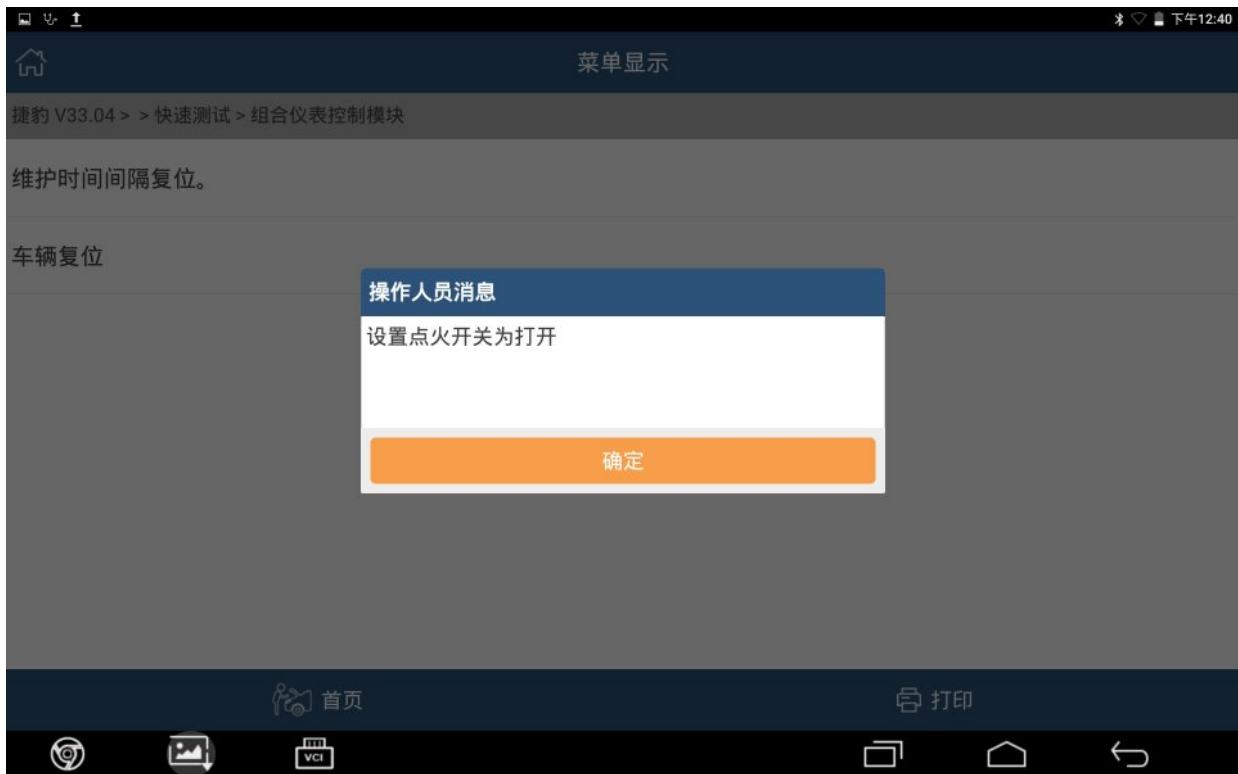 下午12:40
菜单显示
捷豹 V33.04 > > 快速测试 > 组合仪表控制模块
维护时间间隔复位。
车辆复位
操作人员消息
设置点火开关为打开
确定
首页
打印
VCI